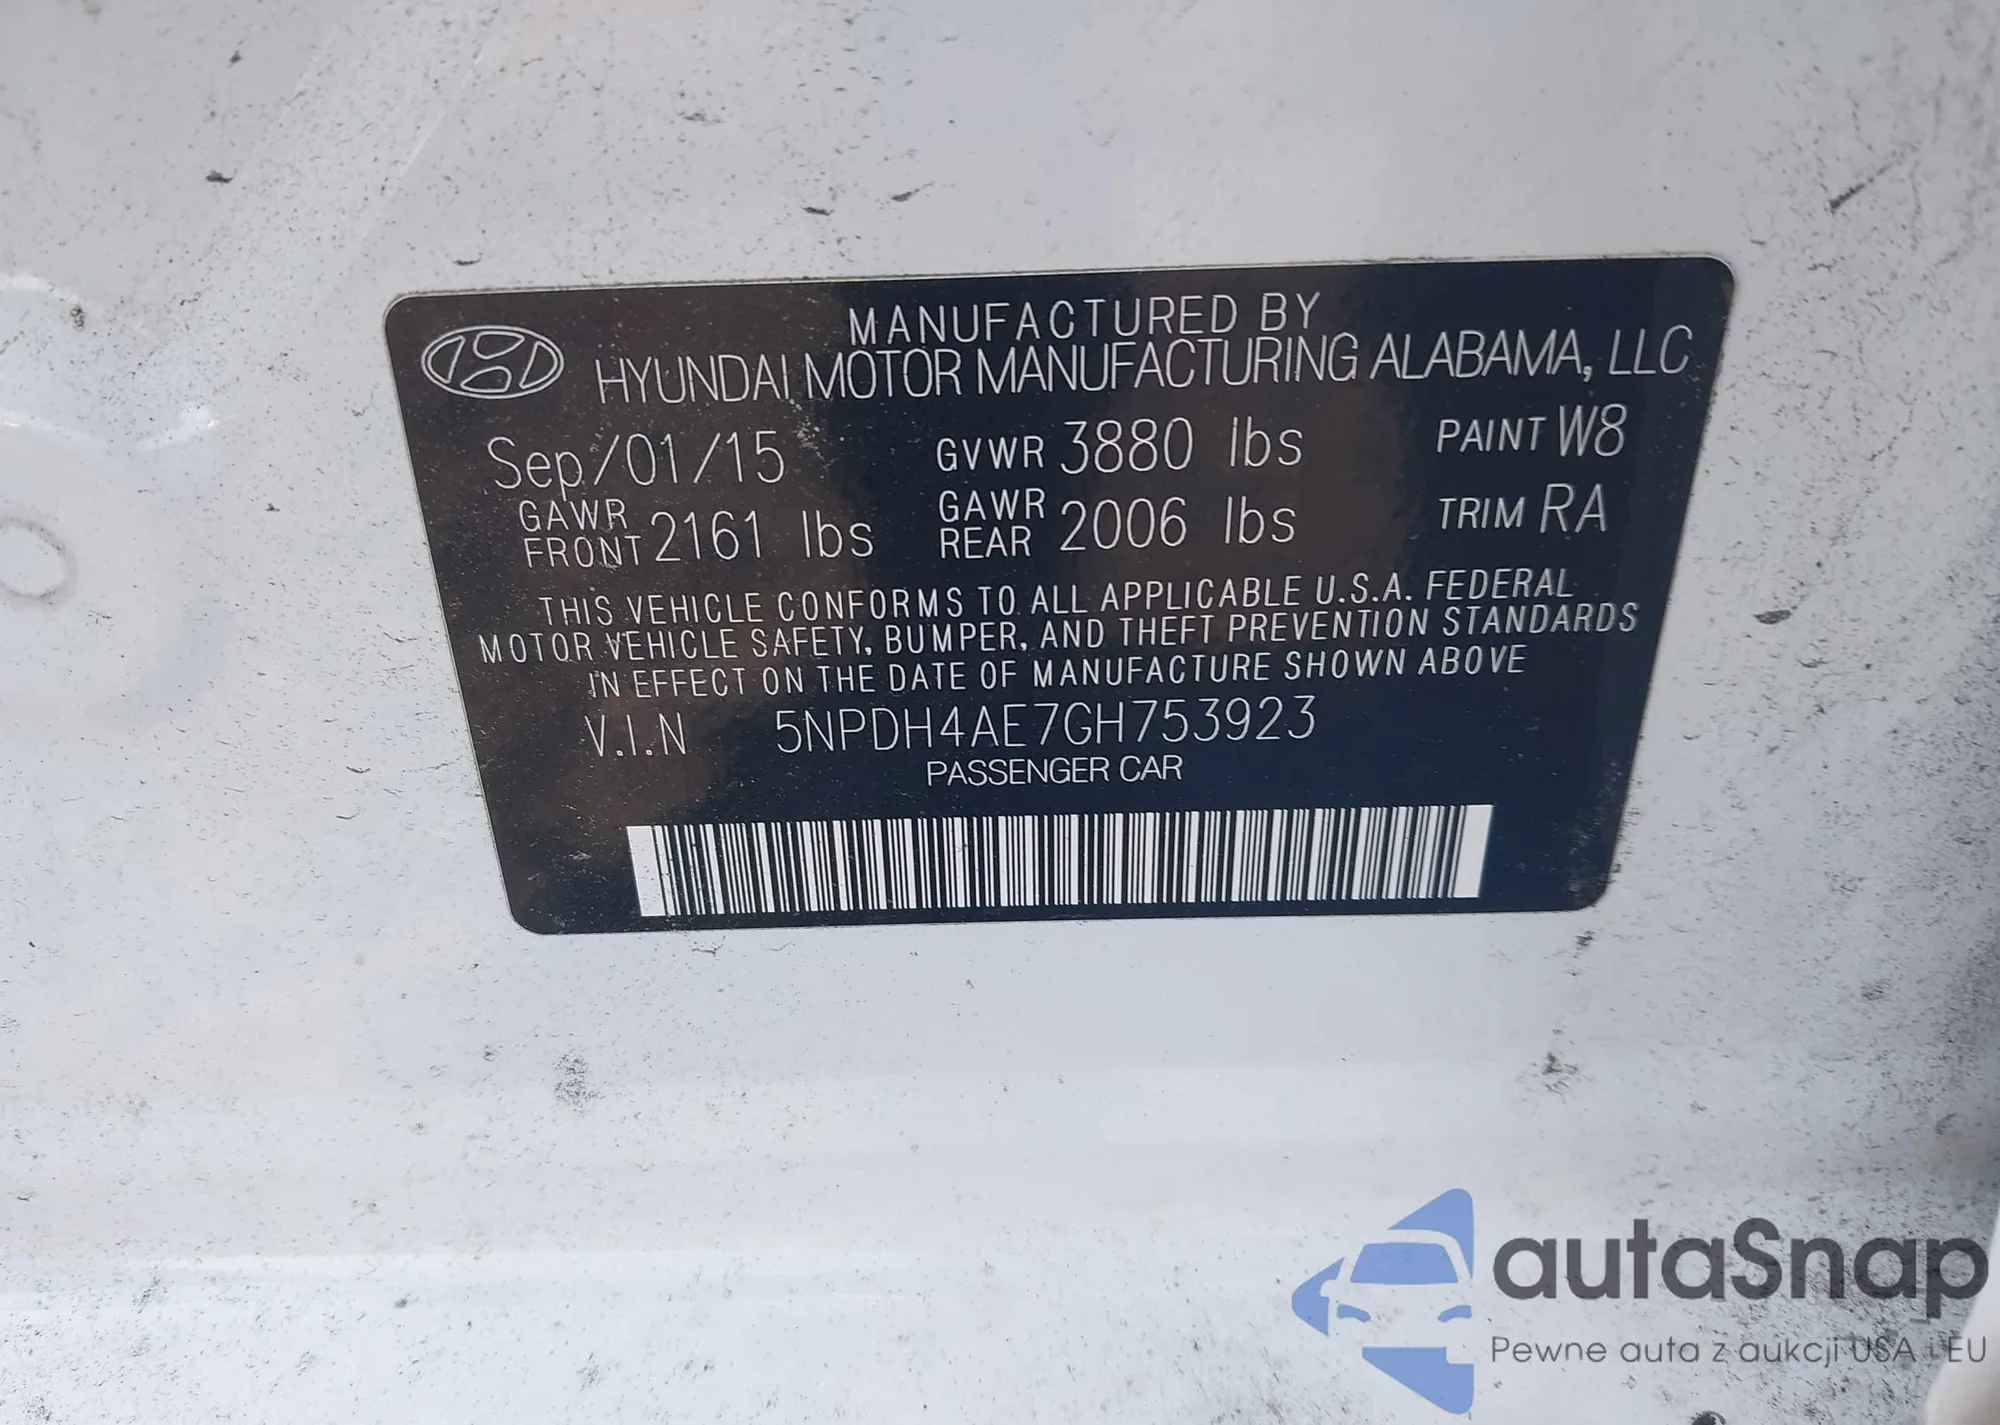 MANUFACTURED BY
HYUNDAI MOTOR MANUFACTURING ALABAMA, LLC
Sep/01/15 GVWR 3880 lbs PAINT W8
GAWR FRONT 2161 lbs GAWR REAR 2006 lbs TRIM RA
THIS VEHICLE CONFORMS TO ALL APPLICABLE U.S.A. FEDERAL
MOTOR VEHICLE SAFETY, BUMPER, AND THEFT PREVENTION STANDARDS
IN EFFECT ON THE DATE OF MANUFACTURE SHOWN ABOVE
V.I.N 5NPDH4AE7GH753923
PASSENGER CAR
autaSnap
Pewne auta z aukcji USA i EU